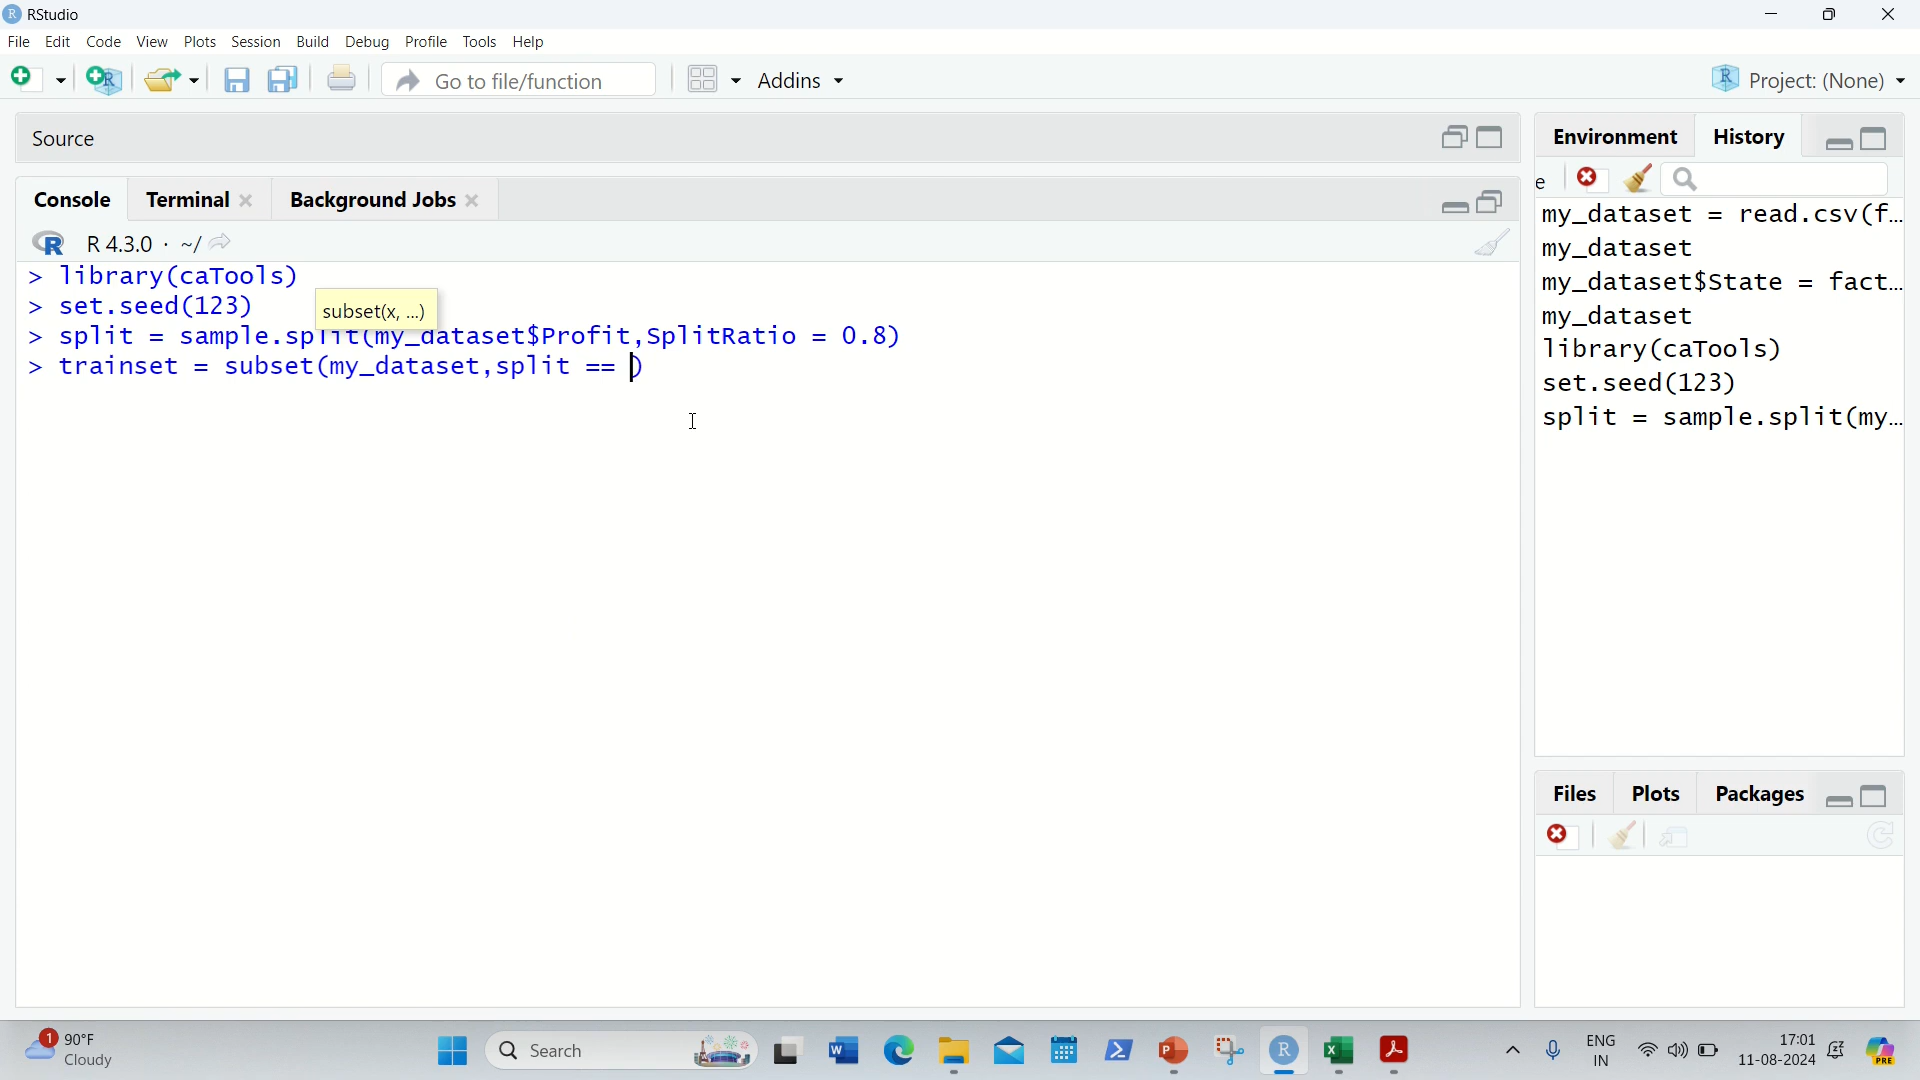 RStudio
File Edit Code View Plots Session Build Debug Profile Tools Help
Go to file/function Addins Project: (None)
Source
Console Terminal Background Jobs
R 4.3.0 · ~/
> library(caTools)
> set.seed(123)
subset(x, ...)
> split = sample.split(my_dataset$Profit,SplitRatio = 0.8)
> trainset = subset(my_dataset,split == )
Environment History
e
my_dataset = read.csv(f...
my_dataset
my_dataset$State = fact...
my_dataset
library(caTools)
set.seed(123)
split = sample.split(my...
Files Plots Packages
1 90°F
Cloudy
Search
ENG
IN
17:01
11-08-2024
PRE